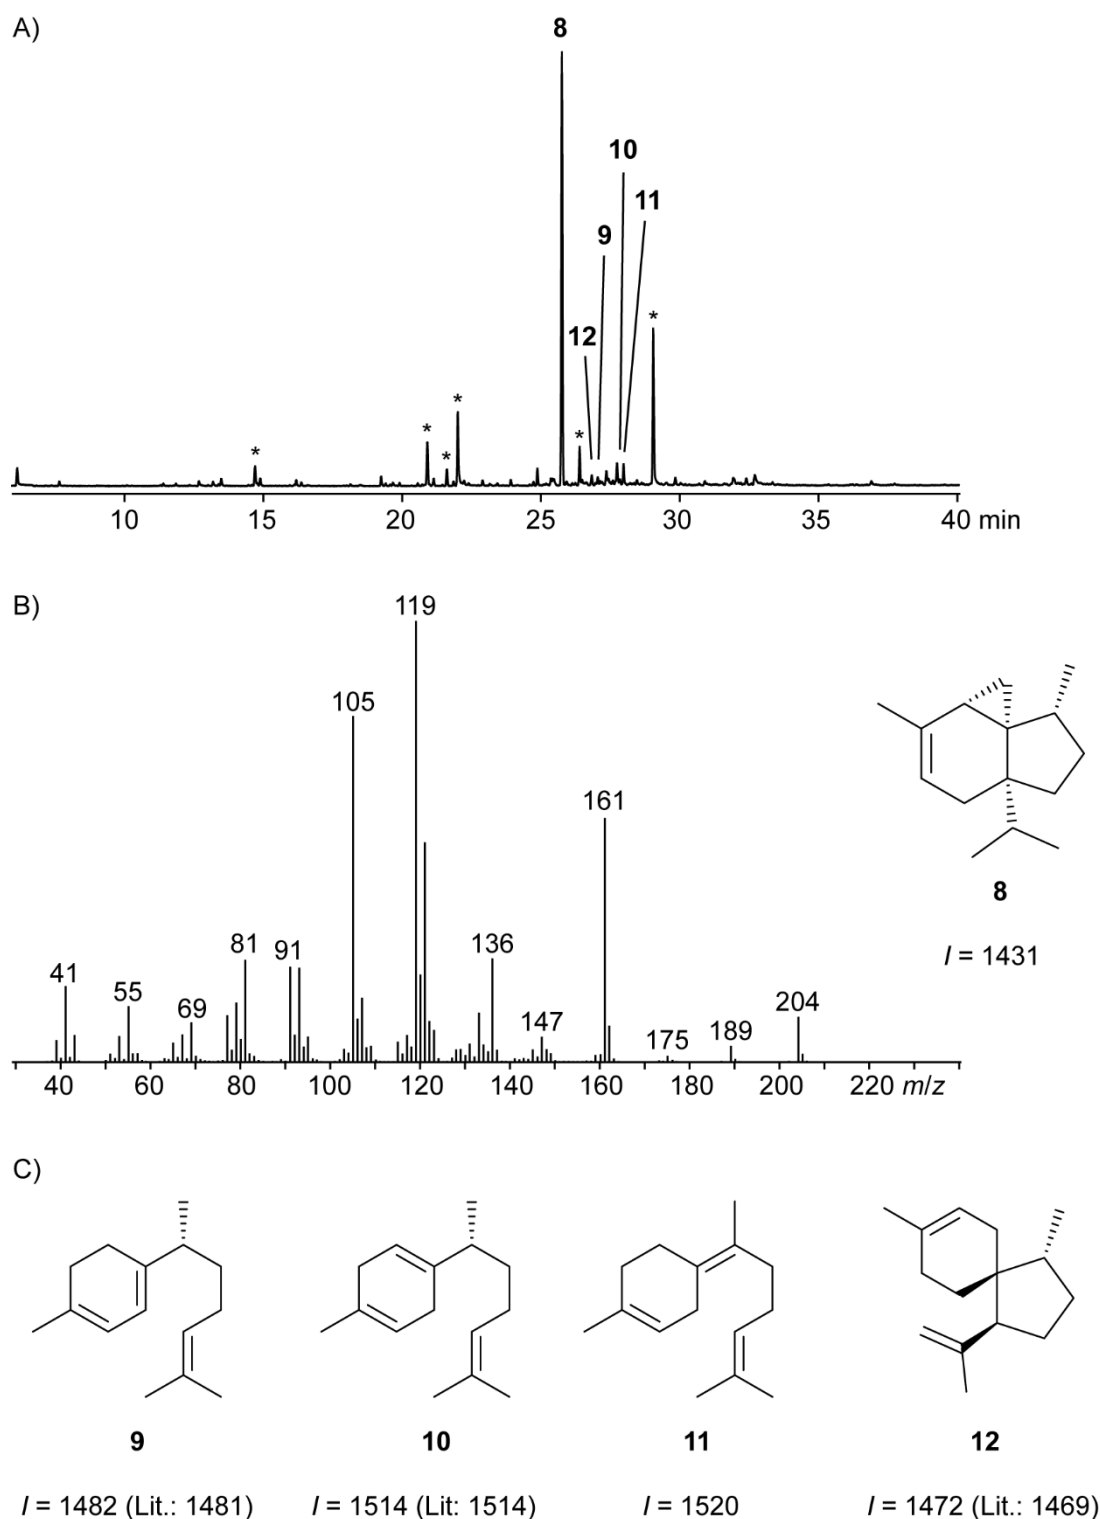 A)
8
10
11
9
12
* * * * * *
10 15 20 25 30 35 40 min
B)
119
105
161
136
81 91
41
55
69
147
175
189
204
40 60 80 100 120 140 160 180 200 220 m/z
8
I = 1431
C)
9 10 11 12
I = 1482 (Lit.: 1481) I = 1514 (Lit: 1514) I = 1520 I = 1472 (Lit.: 1469)